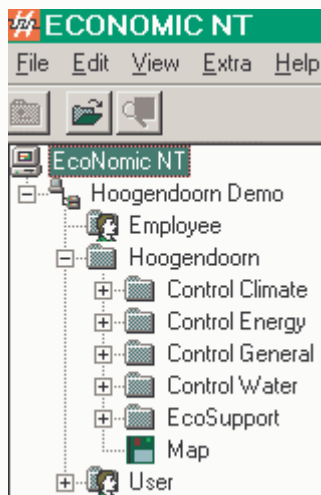 ECONOMIC NT
File Edit View Extra Help
EcoNomic NT
Hoogendoorn Demo
Employee
Hoogendoorn
Control Climate
Control Energy
Control General
Control Water
EcoSupport
Map
User